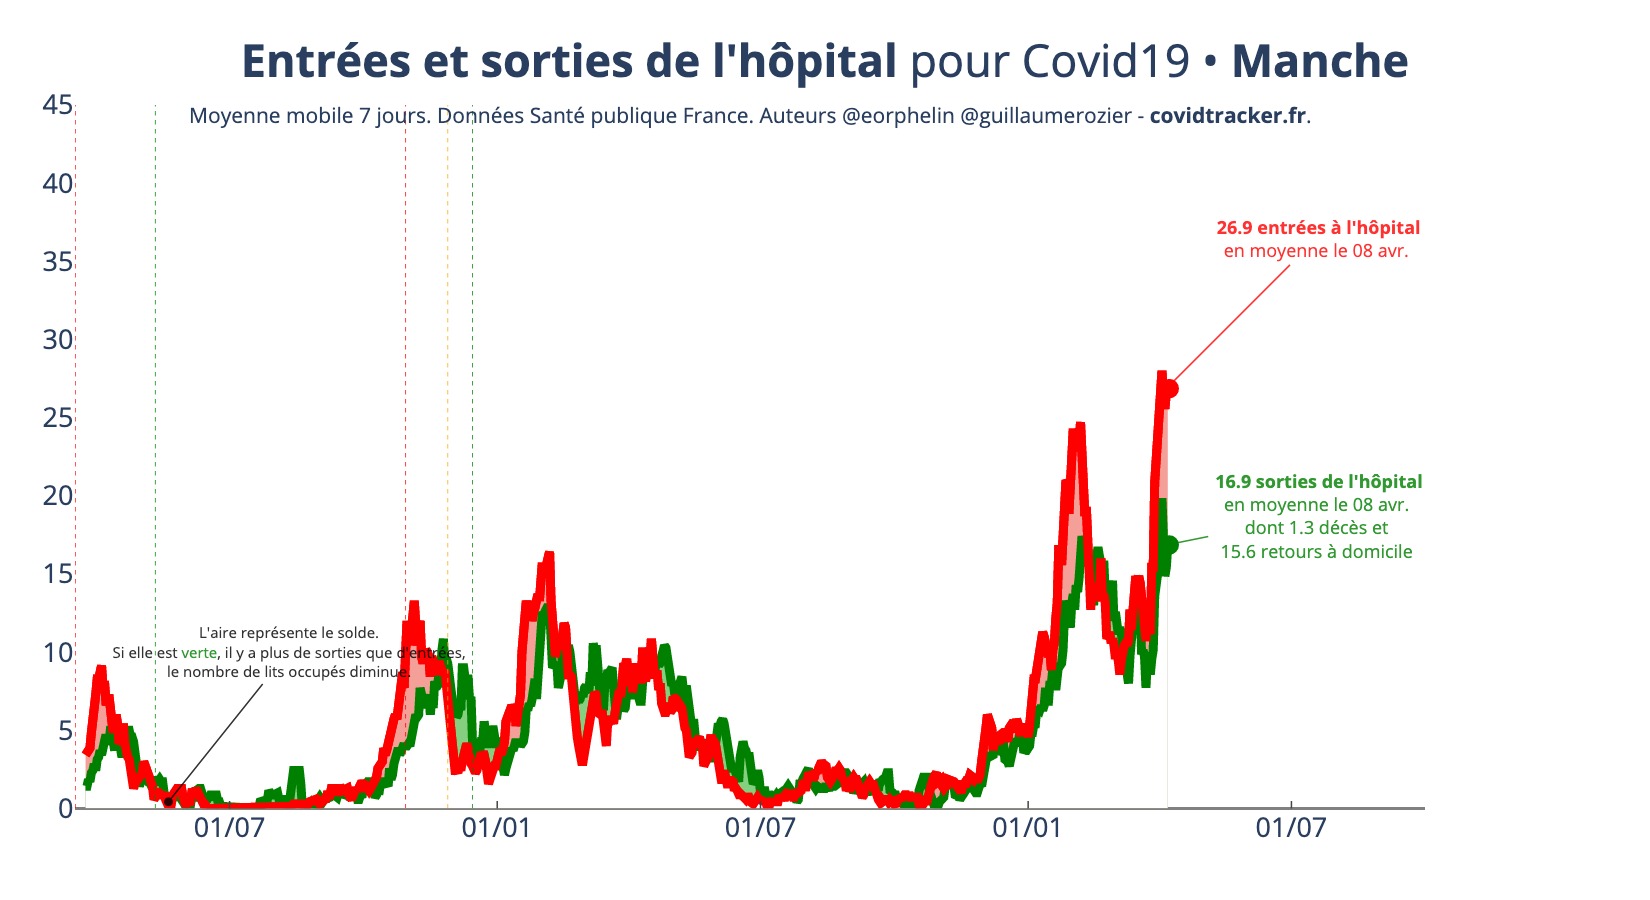 Entrées et sorties de l'hôpital pour Covid19 • Manche
Moyenne mobile 7 jours. Données Santé publique France. Auteurs @eorphelin @guillaumerozier - covidtracker.fr.
45
40
35
30
25
20
15
10
5
0
26.9 entrées à l'hôpital
en moyenne le 08 avr.
16.9 sorties de l'hôpital
en moyenne le 08 avr.
dont 1.3 décès et
15.6 retours à domicile
L'aire représente le solde.
Si elle est verte, il y a plus de sorties que d'entrées,
le nombre de lits occupés diminue.
01/07
01/01
01/07
01/01
01/07